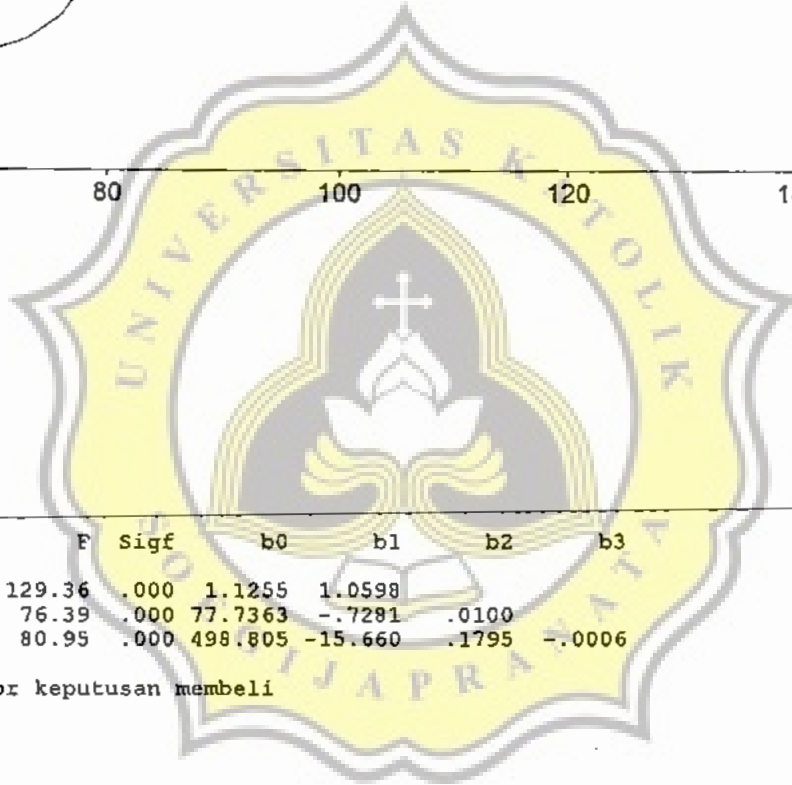 80 100 120
UNIVERSITAS KATOLIK
F Sigf b0 b1 b2 b3
129.36 .000 1.1255 1.0598
76.39 .000 77.7363 -.7281 .0100
80.95 .000 498.805 -15.660 .1795 -.0006
keputusan membeli
SOEGIJAPRANATA